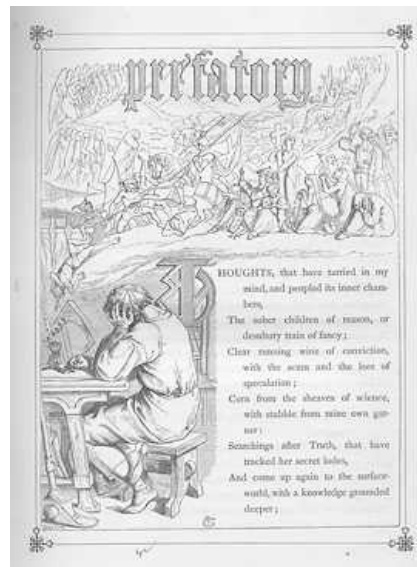 prefatory.
THOUGHTS, that have tarried in my
mind, and peopled its inner cham-
bers,
The sober children of reason, or
desultory train of fancy;
Clear running wine of conviction,
with the scum and the lees of
speculation;
Corn from the sheaves of science,
with stubble from mine own gar-
ner:
Searchings after Truth, that have
tracked her secret lodes,
And come up again to the surface-
world, with a knowledge grounded
deeper;